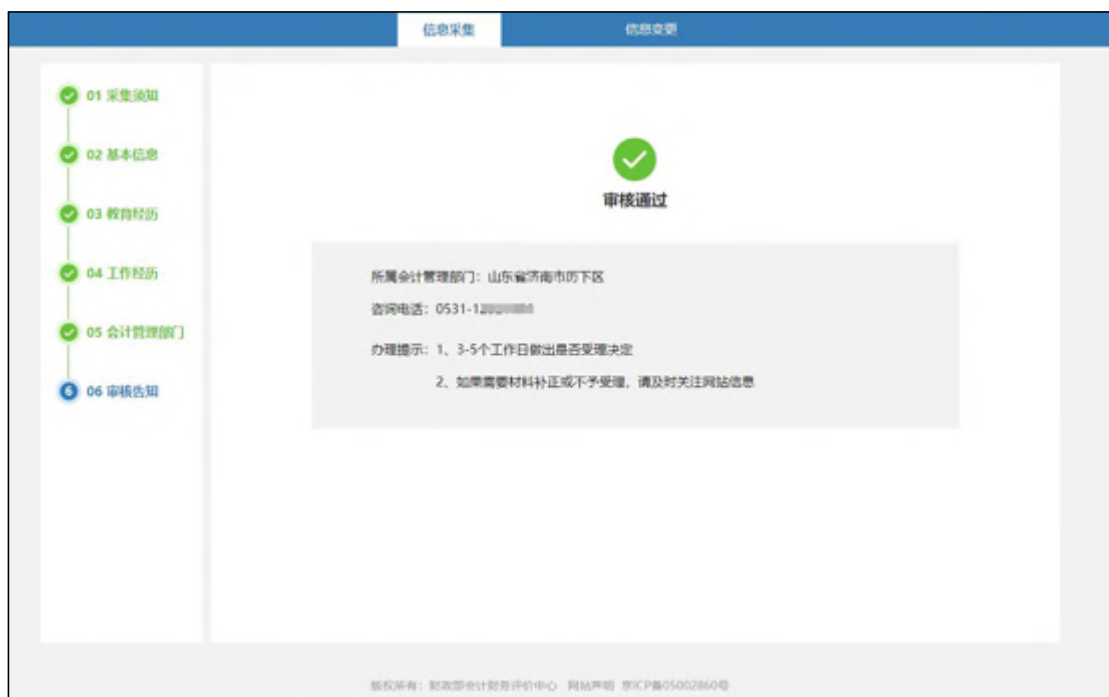 信息采集
信息变更
01 采集须知
02 基本信息
03 教育经历
04 工作经历
05 会计管理部门
6 06 审核告知
审核通过
所属会计管理部门：山东省济南市历下区
咨询电话：0531-12
办理提示：1、3-5个工作日做出是否受理决定
2、如果需要材料补正或不予受理，请及时关注网站信息
版权所有：财政部会计财务评价中心 网站声明 京ICP备05002860号